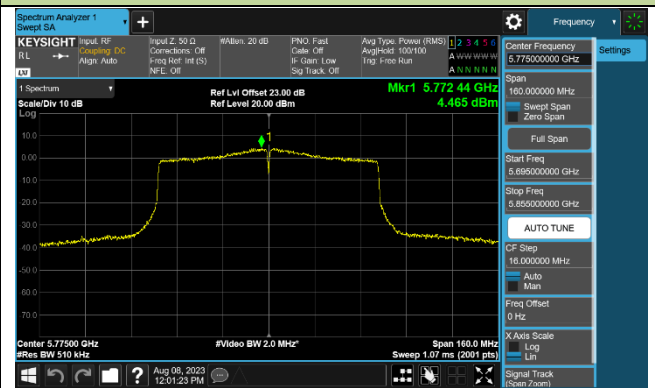 Spectrum Analyzer 1
Swept SA
Frequency
KEYSIGHT
RL
Input: RF
Coupling: DC
Align: Auto
Input Z: 50 Ω
Corrections: Off
Freq Ref: Int (S)
NFE: Off
#Atten: 20 dB
PNO: Fast
Gate: Off
IF Gain: Low
Sig Track: Off
Avg Type: Power (RMS)
Avg|Hold: 100/100
Trig: Free Run
1 2 3 4 5 6
A W W W W W
A N N N N N
1 Spectrum
Scale/Div 10 dB
Log
Ref Lvl Offset 23.00 dB
Ref Level 20.00 dBm
Mkr1 5.772 44 GHz
4.465 dBm
10.0
0.00
10.0
20.0
30.0
40.0
-50.0
60.0
70.0
Center 5.77500 GHz
#Res BW 510 kHz
#Video BW 2.0 MHz*
Span 160.0 MHz
Sweep 1.07 ms (2001 pts)
Aug 08, 2023
12:01:23 PM
Center Frequency
5.775000000 GHz
Settings
Span
160.000000 MHz
Swept Span
Zero Span
Full Span
Start Freq
5.695000000 GHz
Stop Freq
5.855000000 GHz
AUTO TUNE
CF Step
16.000000 MHz
Auto
Man
Freq Offset
0 Hz
X Axis Scale
Log
Lin
Signal Track
(Span Zoom)